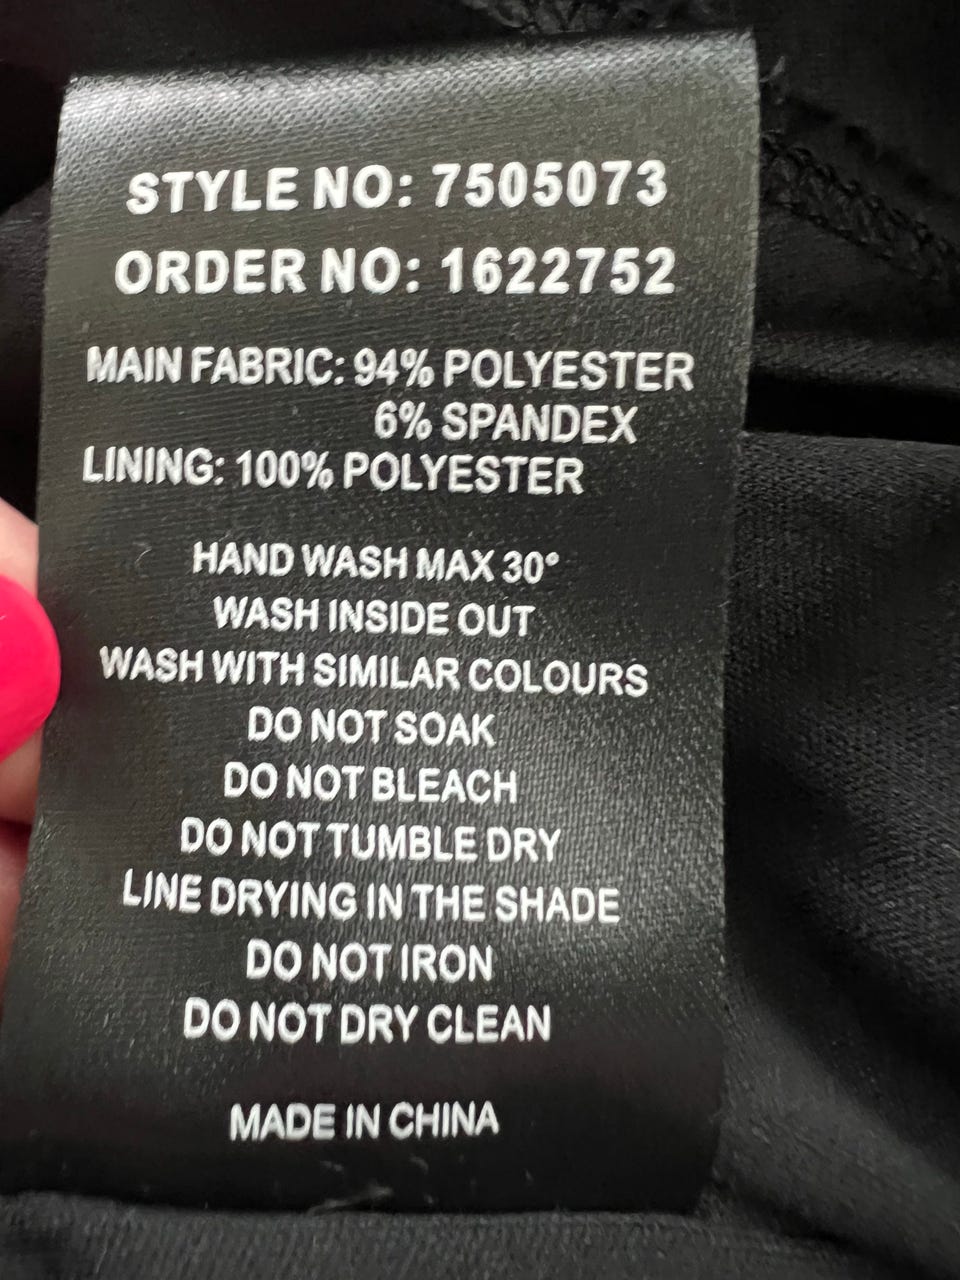 STYLE NO: 7505073
ORDER NO: 1622752
MAIN FABRIC: 94% POLYESTER
6% SPANDEX
LINING: 100% POLYESTER
HAND WASH MAX 30°
WASH INSIDE OUT
WASH WITH SIMILAR COLOURS
DO NOT SOAK
DO NOT BLEACH
DO NOT TUMBLE DRY
LINE DRYING IN THE SHADE
DO NOT IRON
DO NOT DRY CLEAN
MADE IN CHINA